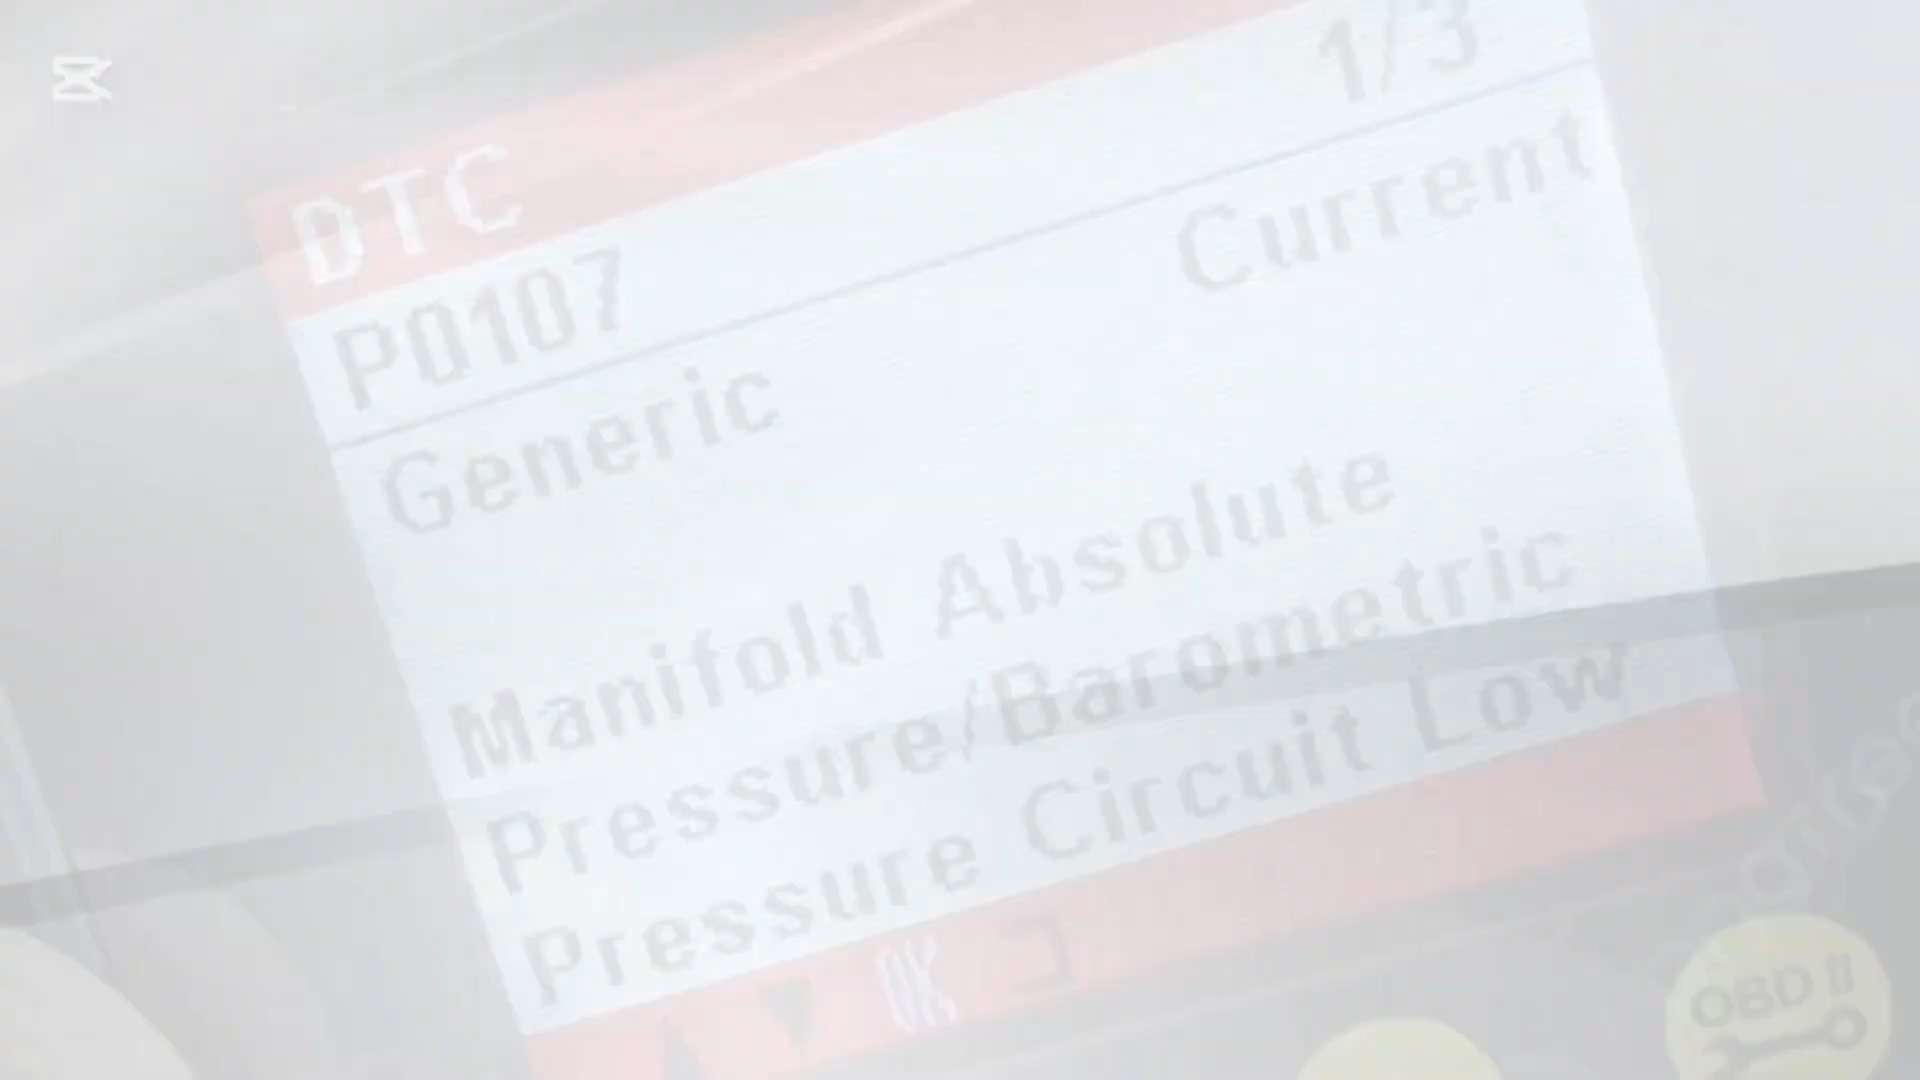 DTC
1/3
P0107
Current
Generic
Manifold Absolute
Pressure/Barometric
Pressure Circuit Low
OK
OBD II